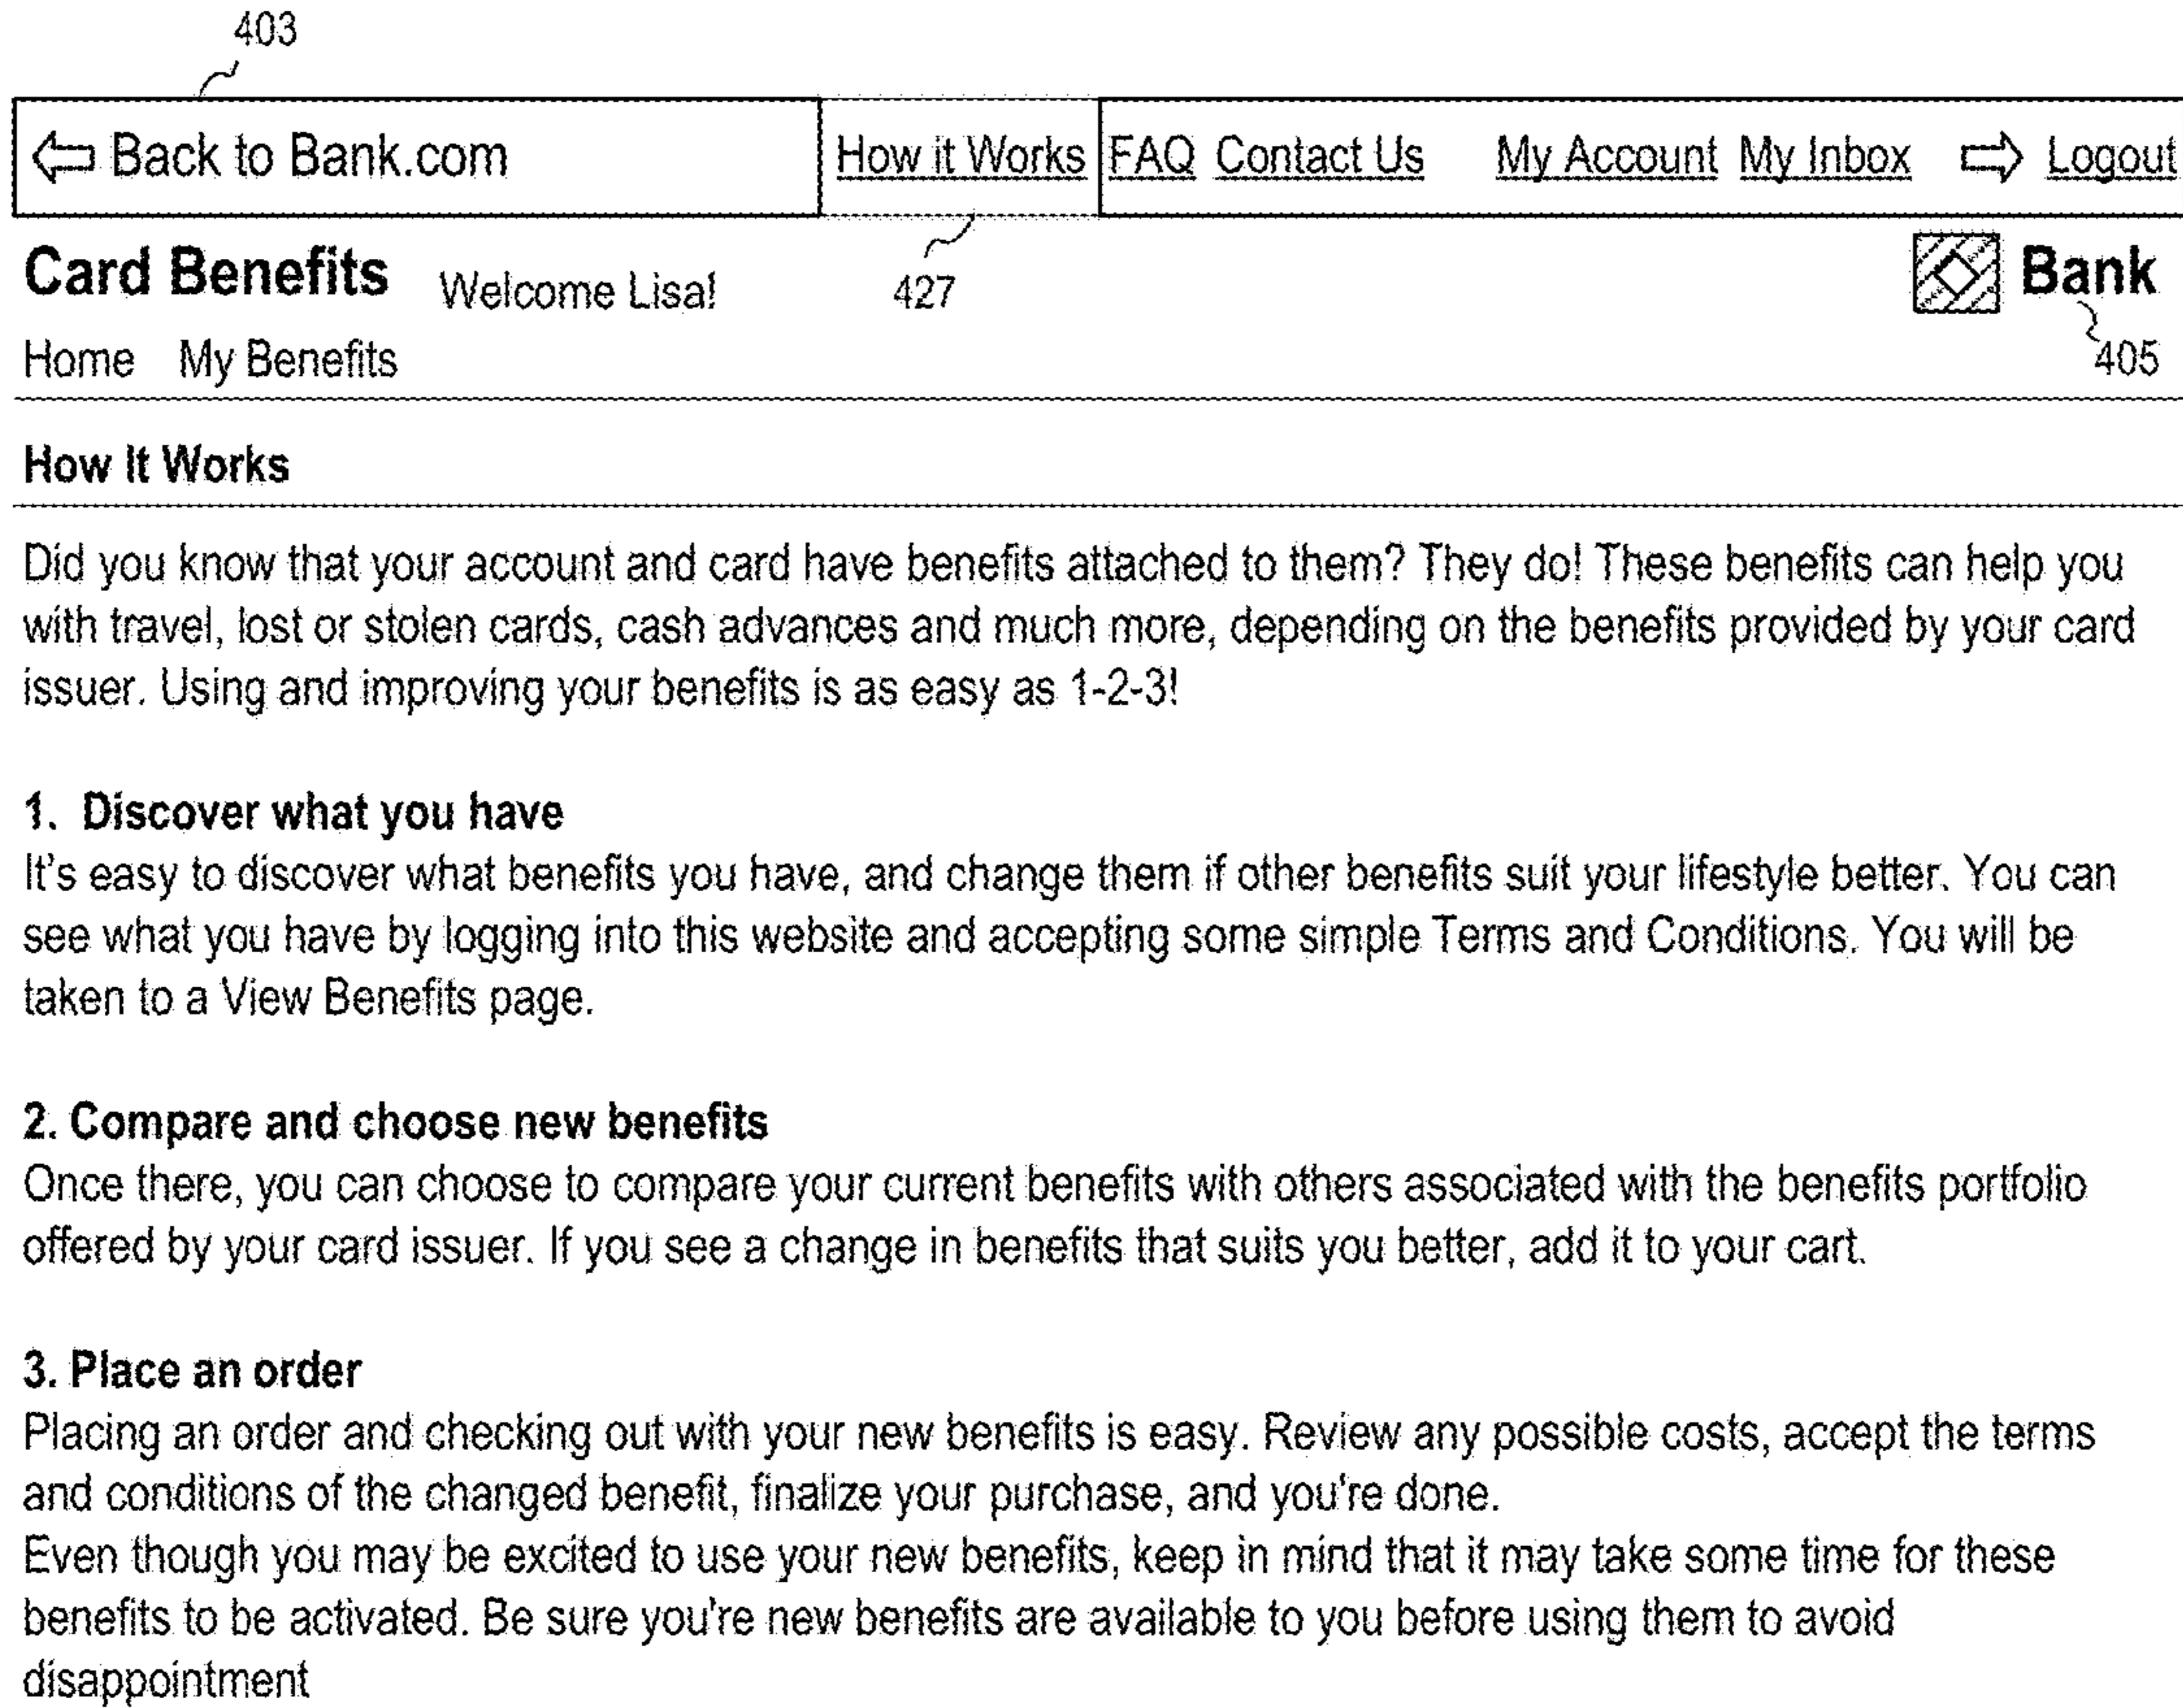 403
Back to Bank.com How it Works FAQ Contact Us My Account My Inbox Logout
Card Benefits Welcome Lisa! 427 Bank
Home My Benefits 405
How It Works
Did you know that your account and card have benefits attached to them? They do! These benefits can help you
with travel, lost or stolen cards, cash advances and much more, depending on the benefits provided by your card
issuer. Using and improving your benefits is as easy as 1-2-3!
1. Discover what you have
It's easy to discover what benefits you have, and change them if other benefits suit your lifestyle better. You can
see what you have by logging into this website and accepting some simple Terms and Conditions. You will be
taken to a View Benefits page.
2. Compare and choose new benefits
Once there, you can choose to compare your current benefits with others associated with the benefits portfolio
offered by your card issuer. If you see a change in benefits that suits you better, add it to your cart.
3. Place an order
Placing an order and checking out with your new benefits is easy. Review any possible costs, accept the terms
and conditions of the changed benefit, finalize your purchase, and you're done.
Even though you may be excited to use your new benefits, keep in mind that it may take some time for these
benefits to be activated. Be sure you're new benefits are available to you before using them to avoid
disappointment